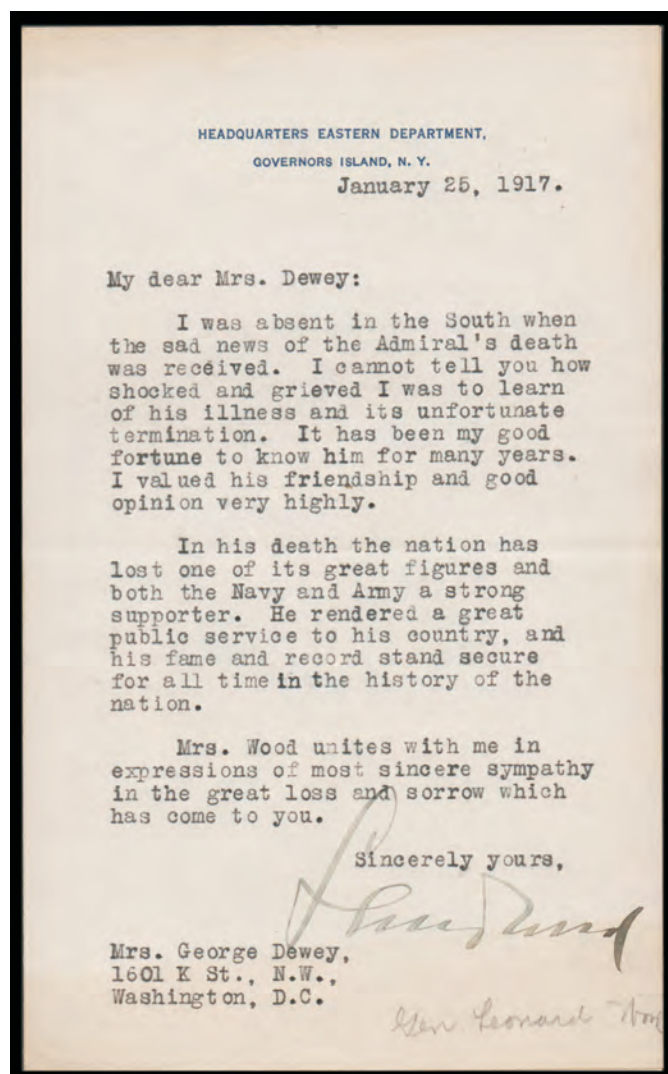 HEADQUARTERS EASTERN DEPARTMENT,
GOVERNORS ISLAND, N. Y.
January 25, 1917.
My dear Mrs. Dewey:
I was absent in the South when
the sad news of the Admiral's death
was received. I cannot tell you how
shocked and grieved I was to learn
of his illness and its unfortunate
termination. It has been my good
fortune to know him for many years.
I valued his friendship and good
opinion very highly.
In his death the nation has
lost one of its great figures and
both the Navy and Army a strong
supporter. He rendered a great
public service to his country, and
his fame and record stand secure
for all time in the history of the
nation.
Mrs. Wood unites with me in
expressions of most sincere sympathy
in the great loss and sorrow which
has come to you.
Sincerely yours,
Mrs. George Dewey,
1601 K St., N.W.,
Washington, D.C.
Gen Leonard